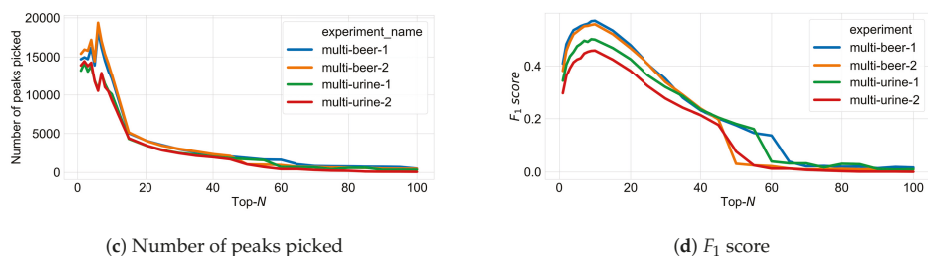 20000
15000
10000
5000
0
Number of peaks picked
experiment_name
multi-beer-1
multi-beer-2
multi-urine-1
multi-urine-2
0 20 40 60 80 100
Top-N
(c) Number of peaks picked
0.4
0.2
0.0
F1 score
experiment
multi-beer-1
multi-beer-2
multi-urine-1
multi-urine-2
0 20 40 60 80 100
Top-N
(d) F1 score